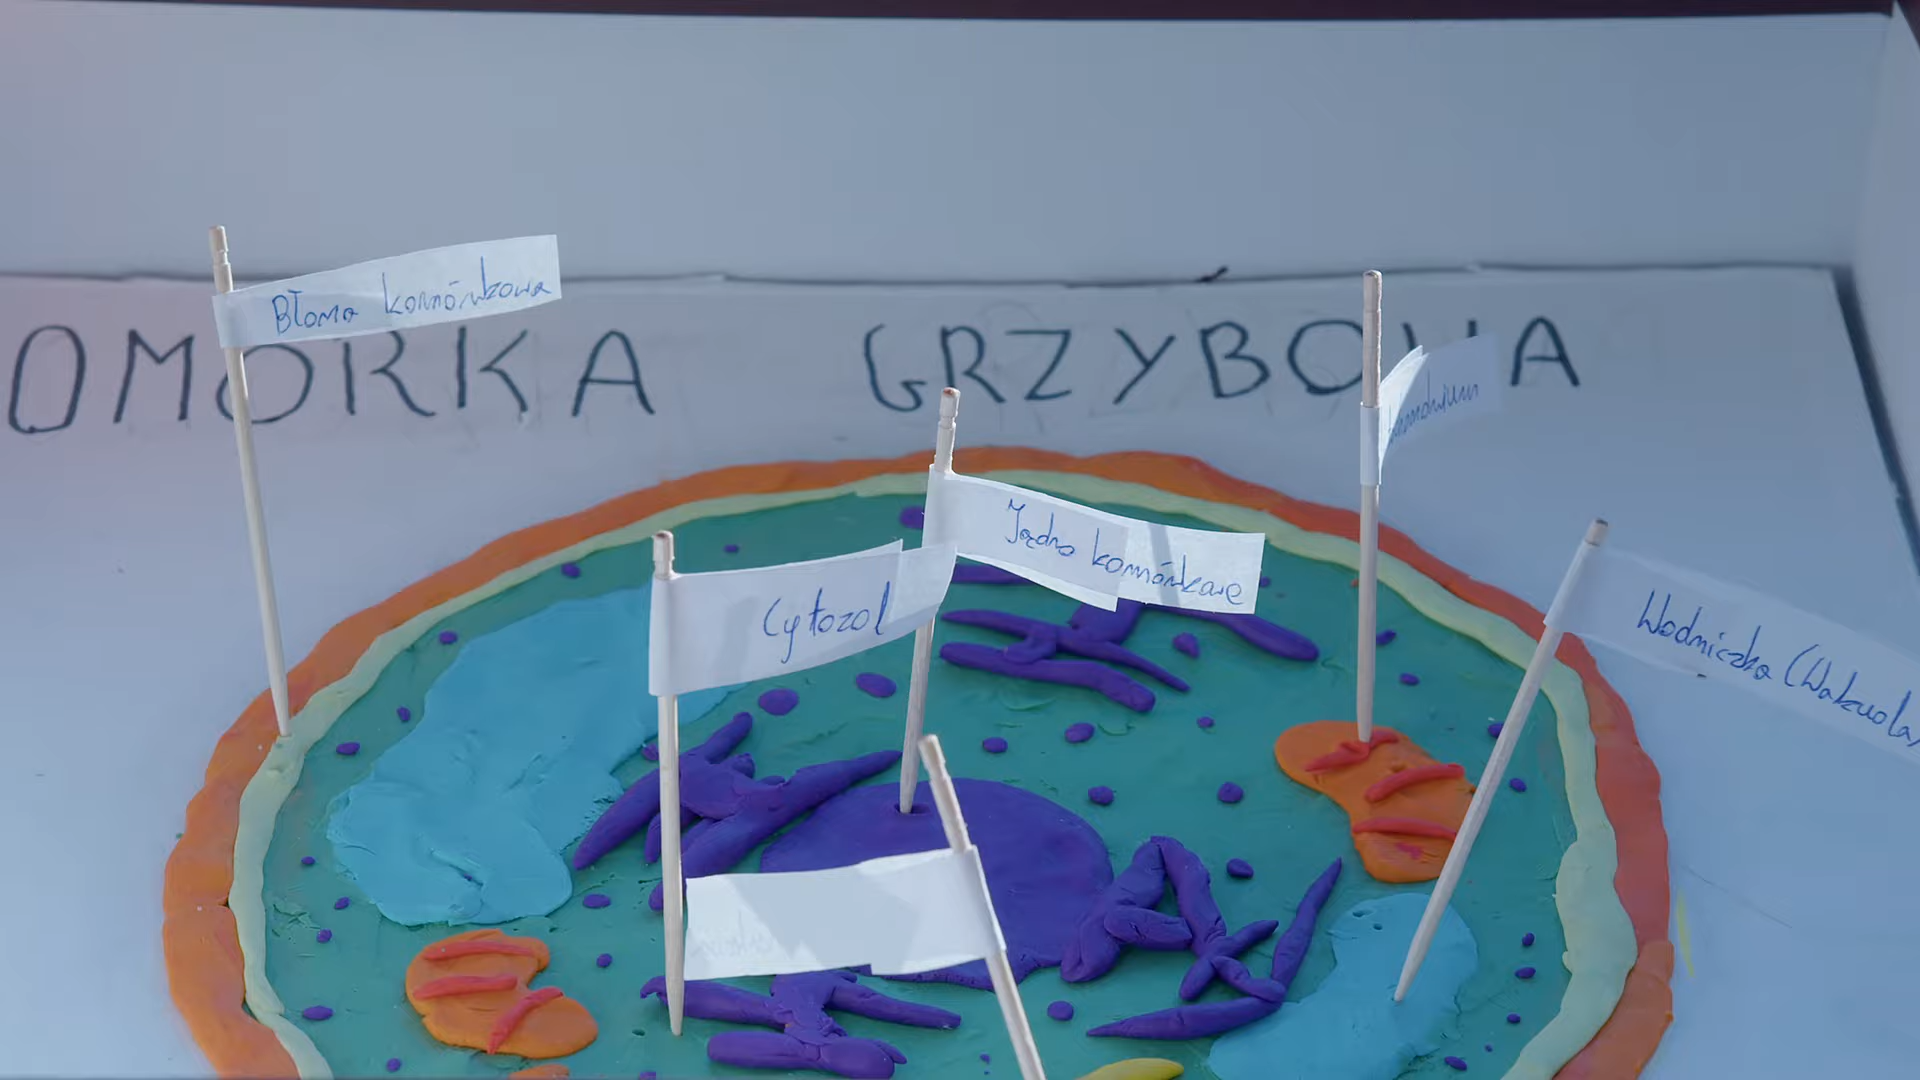 Błona komórkowa
OMÓRKA GRZYBOWA
Jądro komórkowe
Cytozol
Wodniczka (Wakuola)